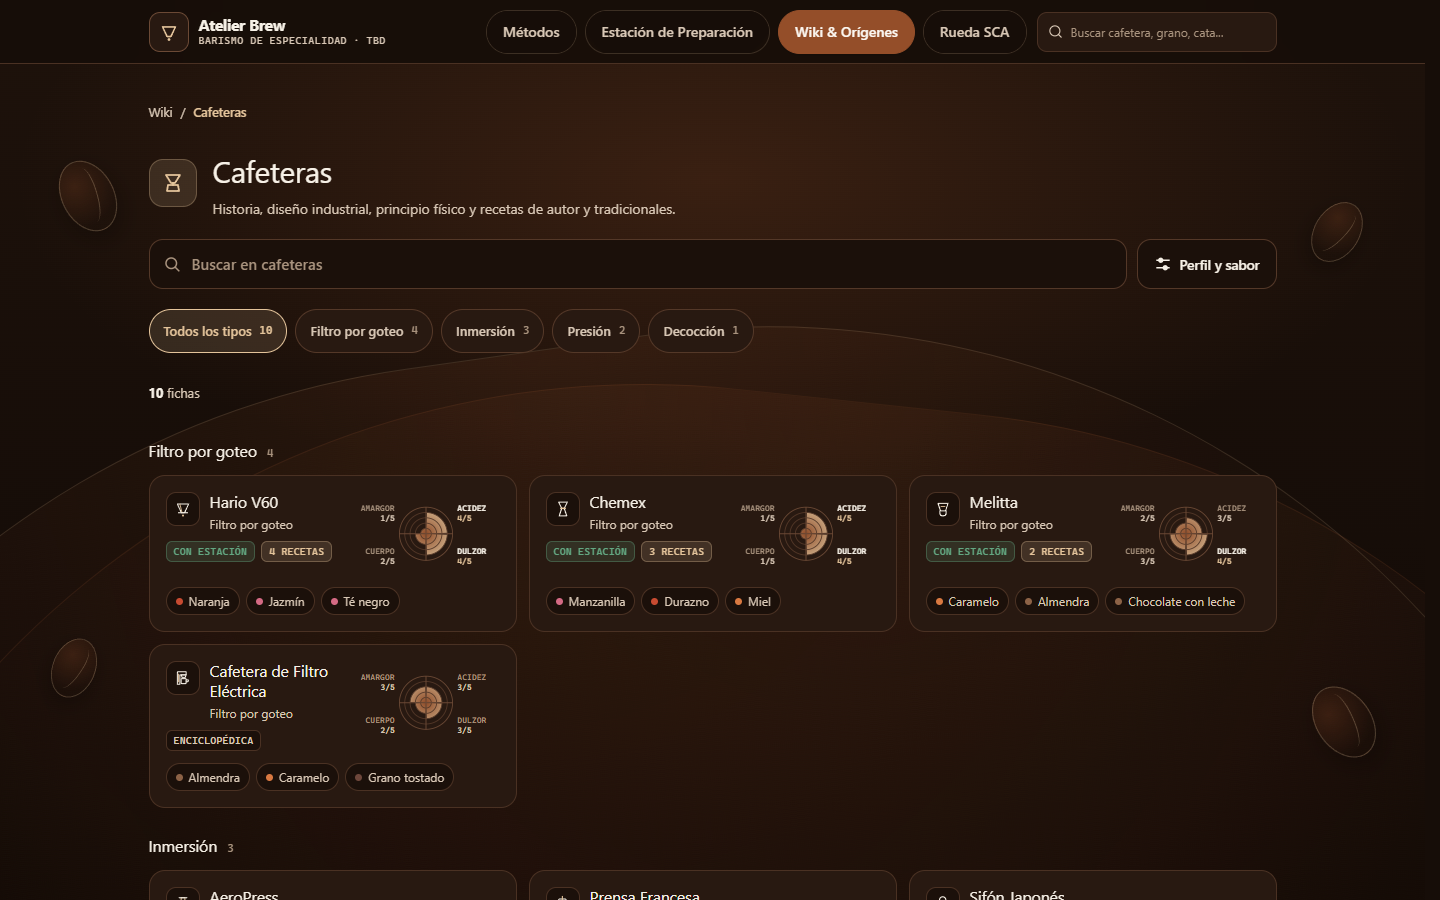 Atelier Brew
BARISMO DE ESPECIALIDAD · TBD
Métodos
Estación de Preparación
Wiki & Orígenes
Rueda SCA
Buscar cafetera, grano, cata...
Wiki / Cafeteras
Cafeteras
Historia, diseño industrial, principio físico y recetas de autor y tradicionales.
Buscar en cafeteras
Perfil y sabor
Todos los tipos 10
Filtro por goteo 4
Inmersión 3
Presión 2
Decocción 1
10 fichas
Filtro por goteo 4
Hario V60
Filtro por goteo
CON ESTACIÓN
4 RECETAS
AMARGOR
1/5
ACIDEZ
4/5
CUERPO
2/5
DULZOR
4/5
Naranja
Jazmín
Té negro
Chemex
Filtro por goteo
CON ESTACIÓN
3 RECETAS
AMARGOR
1/5
ACIDEZ
4/5
CUERPO
1/5
DULZOR
4/5
Manzanilla
Durazno
Miel
Melitta
Filtro por goteo
CON ESTACIÓN
2 RECETAS
AMARGOR
2/5
ACIDEZ
3/5
CUERPO
3/5
DULZOR
4/5
Caramelo
Almendra
Chocolate con leche
Cafetera de Filtro
Eléctrica
Filtro por goteo
ENCICLOPÉDICA
AMARGOR
3/5
ACIDEZ
3/5
CUERPO
2/5
DULZOR
3/5
Almendra
Caramelo
Grano tostado
Inmersión 3
AeroPress
Prensa Francesa
Sifón Japonés